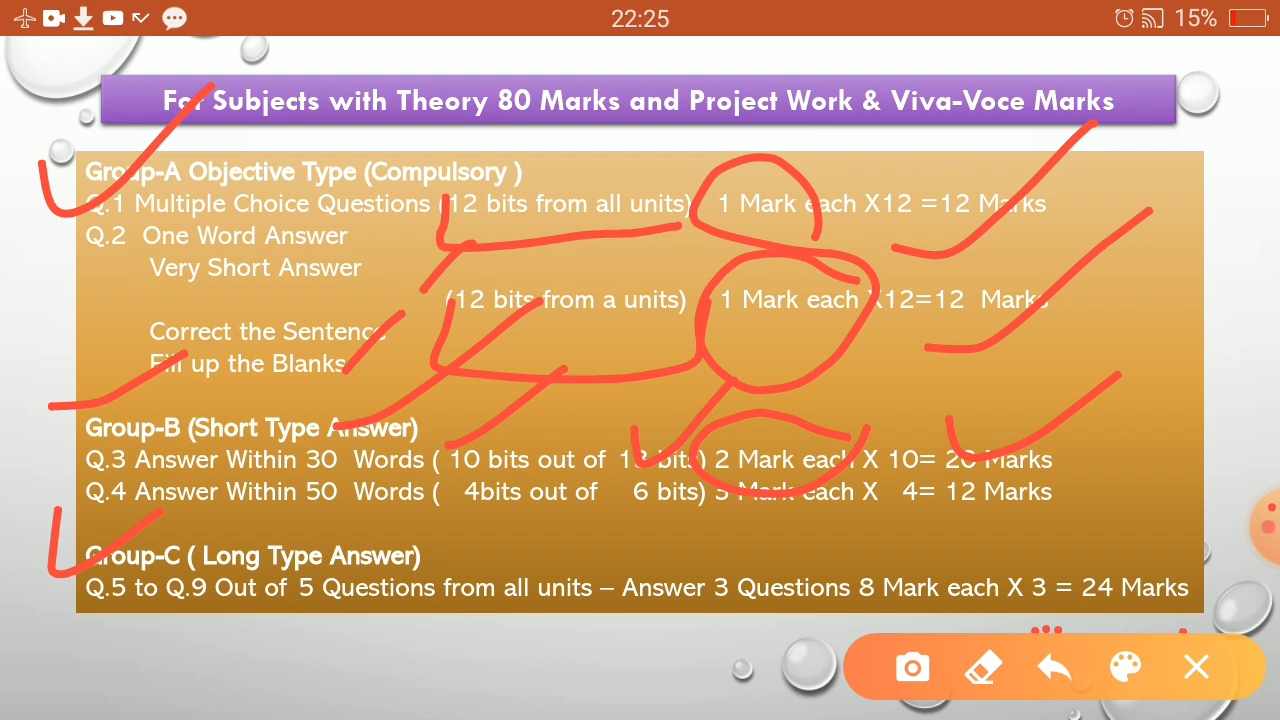 22:25
15%
For Subjects with Theory 80 Marks and Project Work & Viva-Voce Marks
Group-A Objective Type (Compulsory )
Q.1 Multiple Choice Questions (12 bits from all units) 1 Mark each X12 =12 Marks
Q.2 One Word Answer
Very Short Answer
(12 bits from a units) 1 Mark each X12=12 Marks
Correct the Sentence
Fill up the Blanks
Group-B (Short Type Answer)
Q.3 Answer Within 30 Words ( 10 bits out of bits) 2 Mark each X 10= 20 Marks
Q.4 Answer Within 50 Words ( 4bits out of 6 bits) 3 Mark each X 4= 12 Marks
Group-C ( Long Type Answer)
Q.5 to Q.9 Out of 5 Questions from all units – Answer 3 Questions 8 Mark each X 3 = 24 Marks